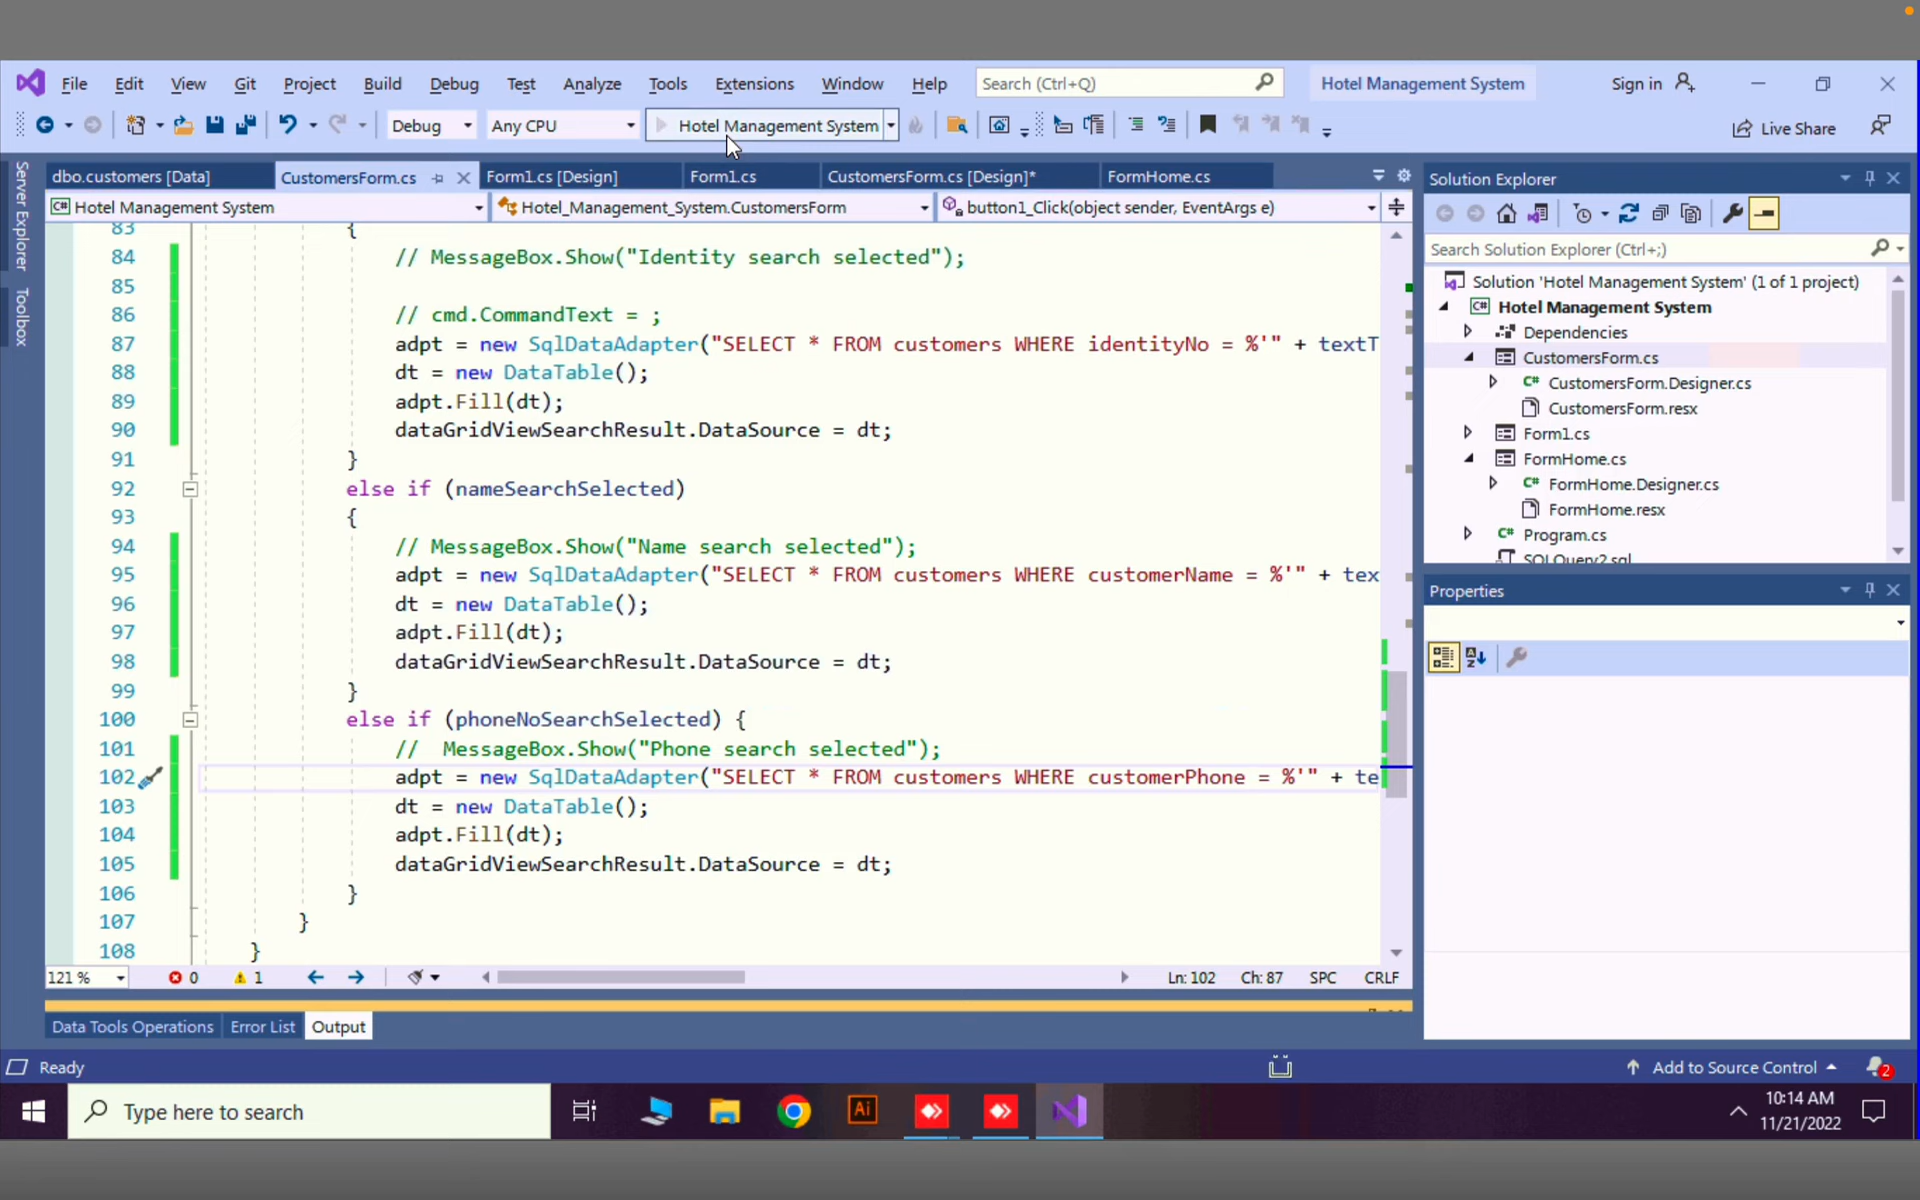 File Edit View Git Project Build Debug Test Analyze Tools Extensions Window Help Search (Ctrl+Q) Hotel Management System Sign in
Debug Any CPU Hotel Management System Live Share
Server Explorer
Toolbox
dbo.customers [Data] CustomersForm.cs Form1.cs [Design] Form1.cs CustomersForm.cs [Design]* FormHome.cs
Hotel Management System Hotel_Management_System.CustomersForm button1_Click(object sender, EventArgs e)
83 {
84 // MessageBox.Show("Identity search selected");
85
86 // cmd.CommandText = ;
87 adpt = new SqlDataAdapter("SELECT * FROM customers WHERE identityNo = %'" + textT
88 dt = new DataTable();
89 adpt.Fill(dt);
90 dataGridViewSearchResult.DataSource = dt;
91 }
92 else if (nameSearchSelected)
93 {
94 // MessageBox.Show("Name search selected");
95 adpt = new SqlDataAdapter("SELECT * FROM customers WHERE customerName = %'" + tex
96 dt = new DataTable();
97 adpt.Fill(dt);
98 dataGridViewSearchResult.DataSource = dt;
99 }
100 else if (phoneNoSearchSelected) {
101 //  MessageBox.Show("Phone search selected");
102 adpt = new SqlDataAdapter("SELECT * FROM customers WHERE customerPhone = %'" + te
103 dt = new DataTable();
104 adpt.Fill(dt);
105 dataGridViewSearchResult.DataSource = dt;
106 }
107 }
108 }
121 % 0 1 Ln: 102 Ch: 87 SPC CRLF
Data Tools Operations Error List Output
Solution Explorer
Search Solution Explorer (Ctrl+;)
Solution 'Hotel Management System' (1 of 1 project)
C# Hotel Management System
Dependencies
CustomersForm.cs
C# CustomersForm.Designer.cs
CustomersForm.resx
Form1.cs
FormHome.cs
C# FormHome.Designer.cs
FormHome.resx
C# Program.cs
SQLQuery2.sql
Properties
Ready Add to Source Control 2
Type here to search Ai 10:14 AM
11/21/2022